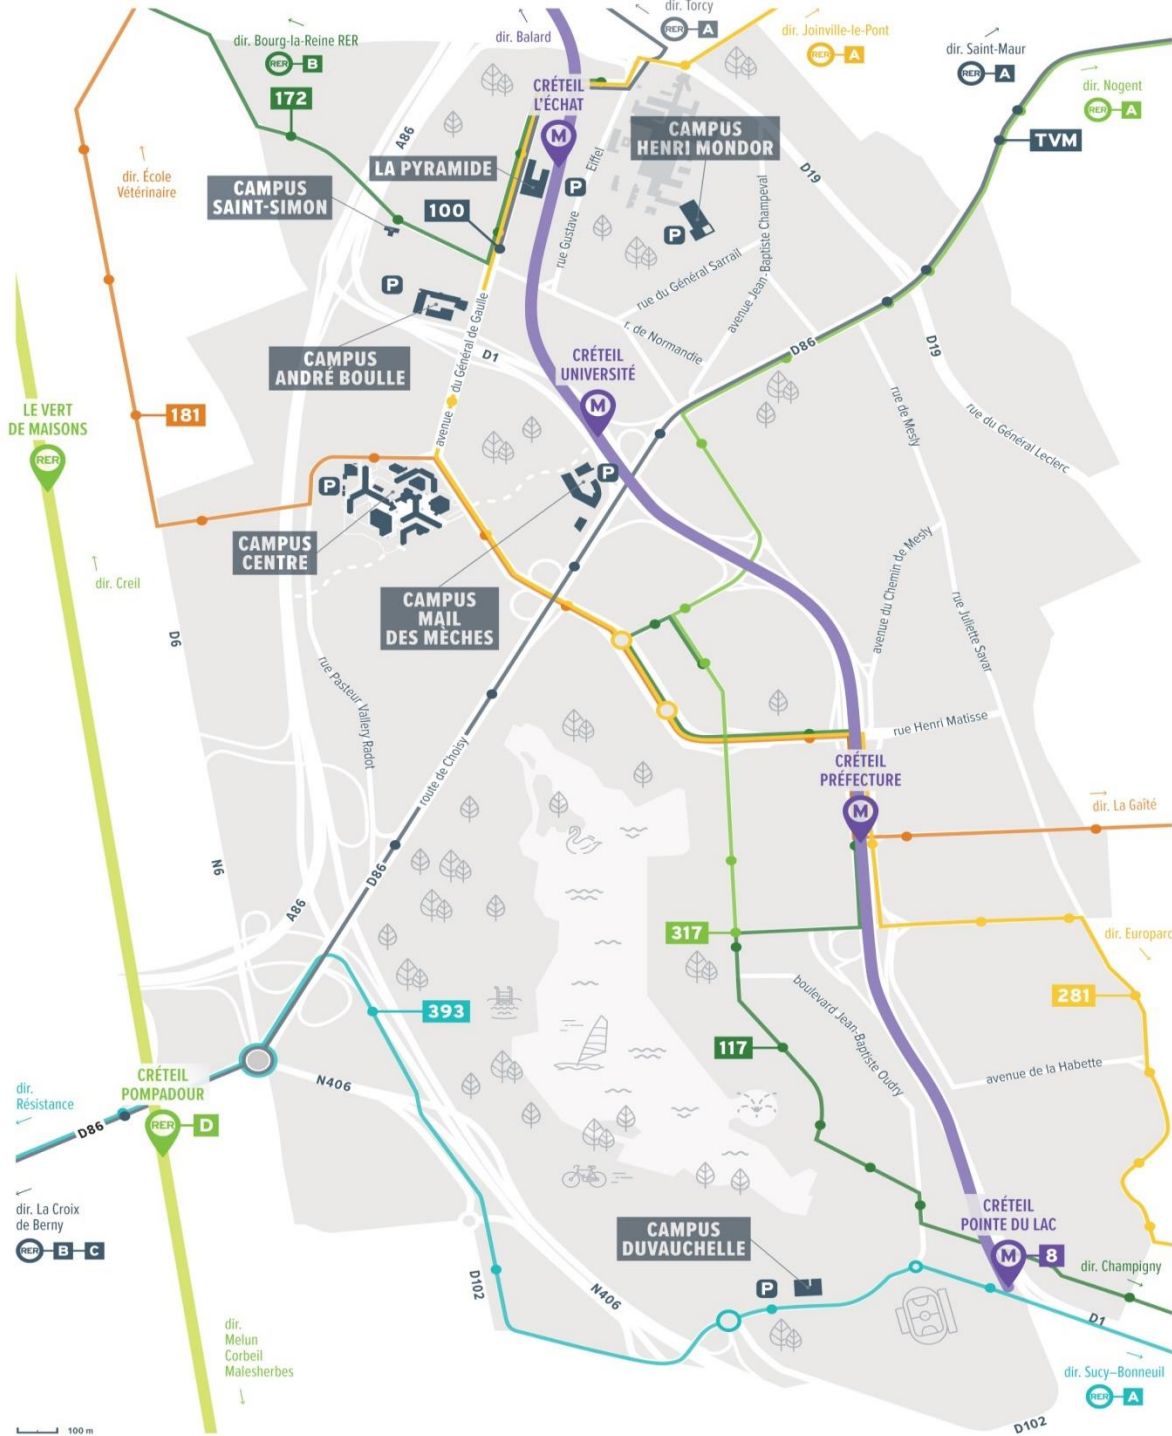 dir. Torcy
RER A
dir. Bourg-la-Reine RER
RER B
172
dir. Balard
dir. Joinville-le-Pont
RER A
dir. Saint-Maur
RER A
dir. Nogent
RER A
TVM
CRÉTEIL
L'ÉCHAT
M
A86
CAMPUS
HENRI MONDOR
LA PYRAMIDE
P
rue Gustave Eiffel
D19
dir. École
Vétérinaire
CAMPUS
SAINT-SIMON
100
P
avenue Jean-Baptiste Champeval
rue du Général Sarrail
P
r. de Normandie
avenue du Général de Gaulle
D1
D86
D19
CAMPUS
ANDRÉ BOULLE
CRÉTEIL
UNIVERSITÉ
M
rue de Mesly
rue du Général Leclerc
LE VERT
DE MAISONS
RER
181
P
P
CAMPUS
CENTRE
dir. Creil
CAMPUS
MAIL
DES MÈCHES
avenue du Chemin de Mesly
rue Juliette Savar
D6
rue Pasteur Vallery Radot
rue Henri Matisse
route de Choisy
CRÉTEIL
PRÉFECTURE
M
dir. La Gaîté
N6
D86
A86
317
dir. Europarc
281
393
boulevard Jean-Baptiste Oudry
117
avenue de la Habette
CRÉTEIL
POMPADOUR
RER D
N406
dir.
Résistance
D86
dir. La Croix
de Berny
RER B C
CRÉTEIL
POINTE DU LAC
M 8
CAMPUS
DUVAUCHELLE
P
dir. Champigny
D102
N406
D1
dir.
Melun
Corbeil
Malesherbes
dir. Sucy–Bonneuil
RER A
D102
100 m